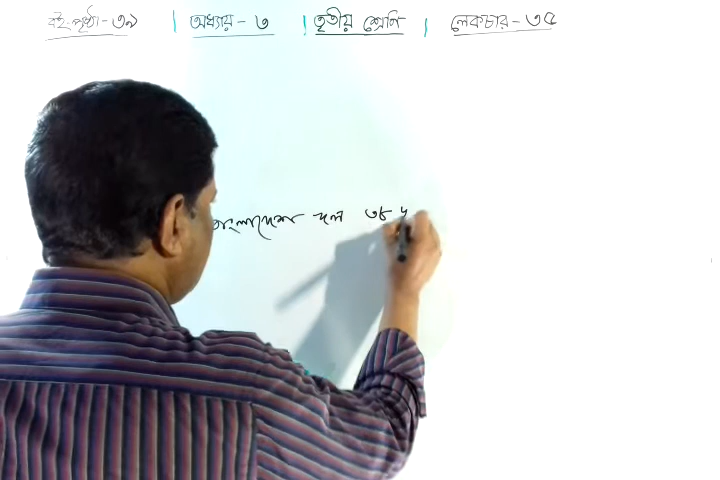 বই-পৃষ্ঠা-৩৯ | অধ্যায়-৩ | তৃতীয় শ্রেণি | লেকচার-৩৫
বাংলাদেশ দল ৩৮